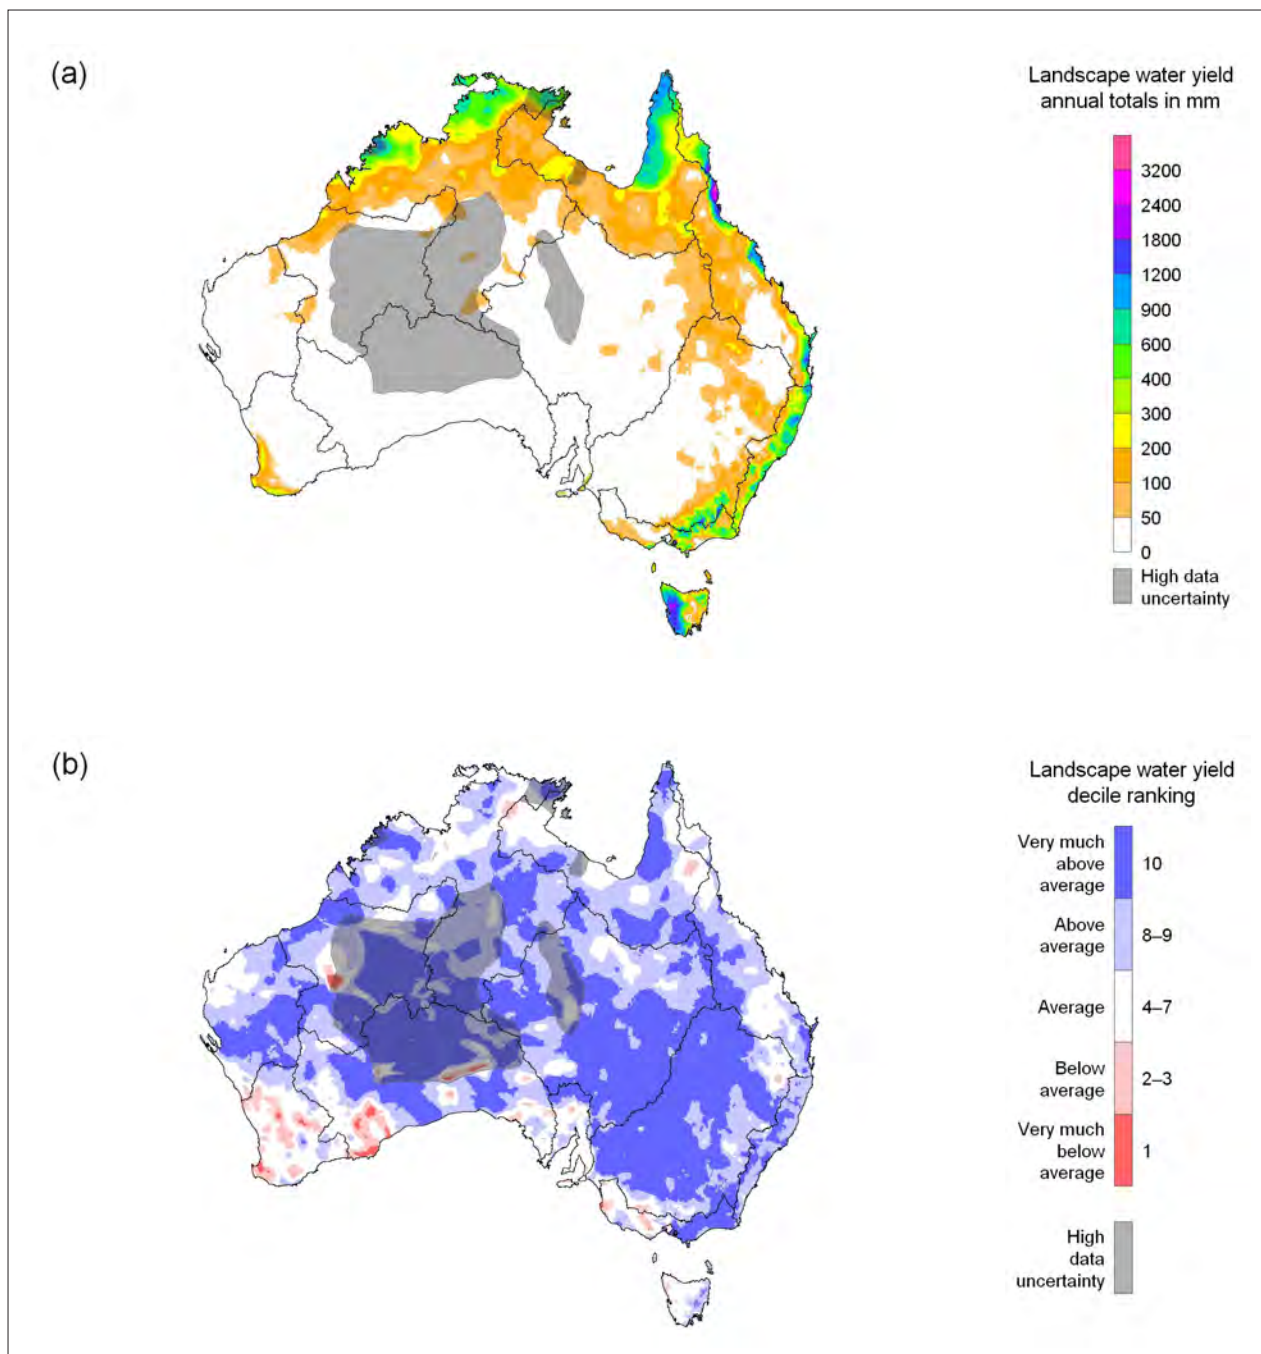 (a)
Landscape water yield
annual totals in mm
3200
2400
1800
1200
900
600
400
300
200
100
50
0
High data
uncertainty
(b)
Landscape water yield
decile ranking
Very much
above
average
10
Above
average
8–9
Average
4–7
Below
average
2–3
Very much
below
average
1
High
data
uncertainty